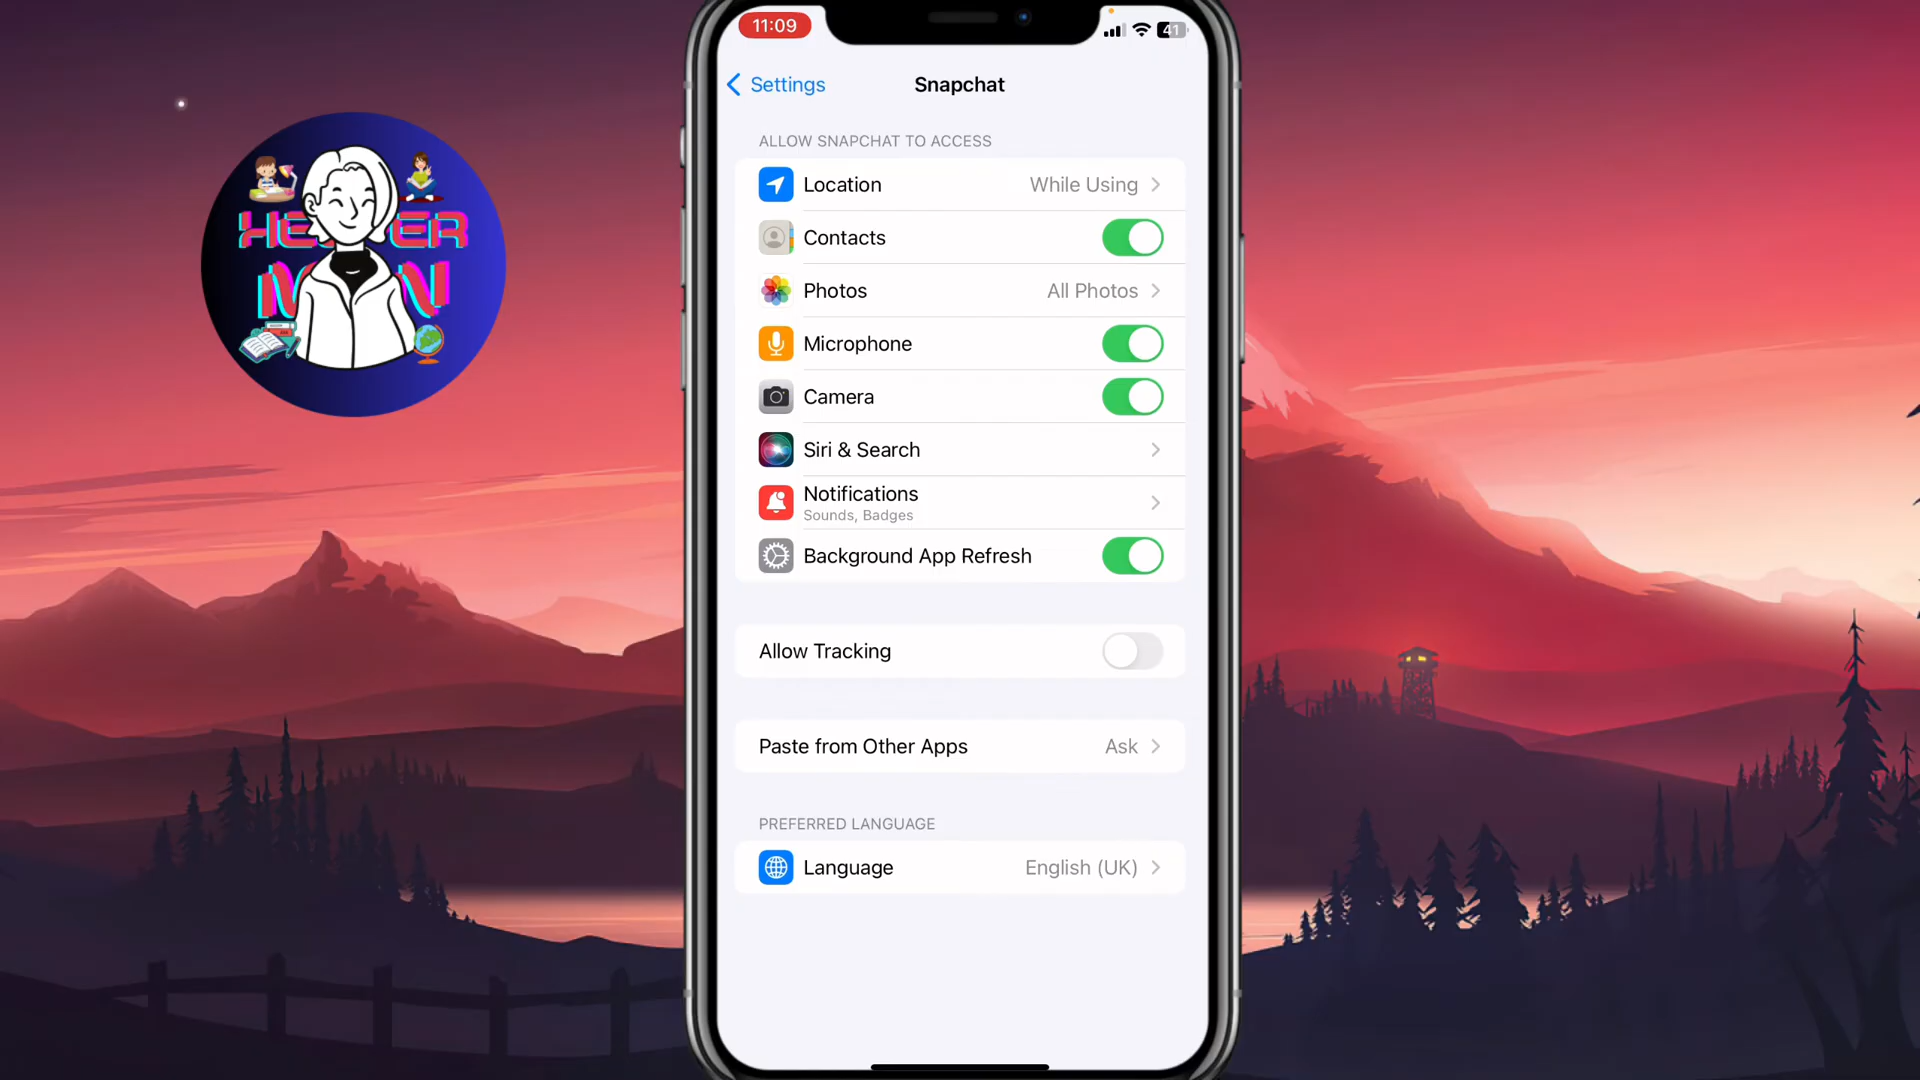 11:09
41
Settings
Snapchat
ALLOW SNAPCHAT TO ACCESS
Location
While Using
Contacts
Photos
All Photos
Microphone
Camera
Siri & Search
Notifications
Sounds, Badges
Background App Refresh
Allow Tracking
Paste from Other Apps
Ask
PREFERRED LANGUAGE
Language
English (UK)